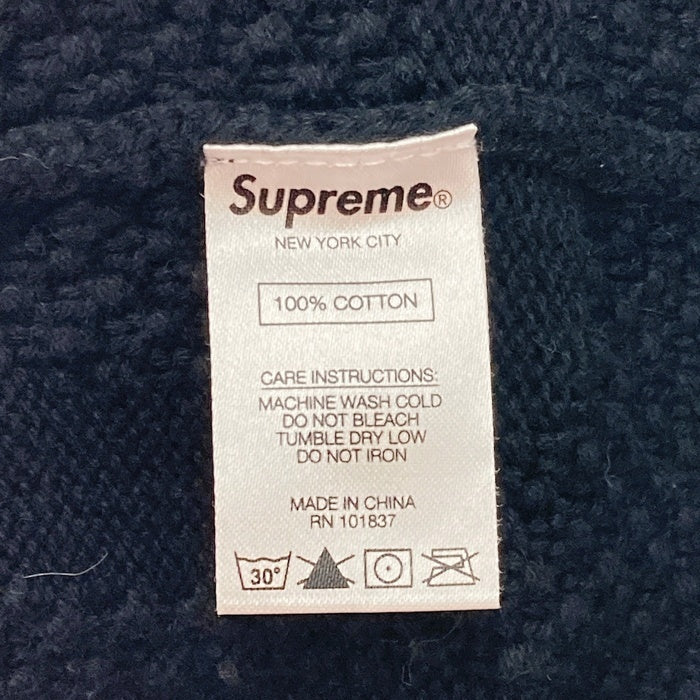 Supreme®
NEW YORK CITY
100% COTTON
CARE INSTRUCTIONS:
MACHINE WASH COLD
DO NOT BLEACH
TUMBLE DRY LOW
DO NOT IRON
MADE IN CHINA
RN 101837
30°